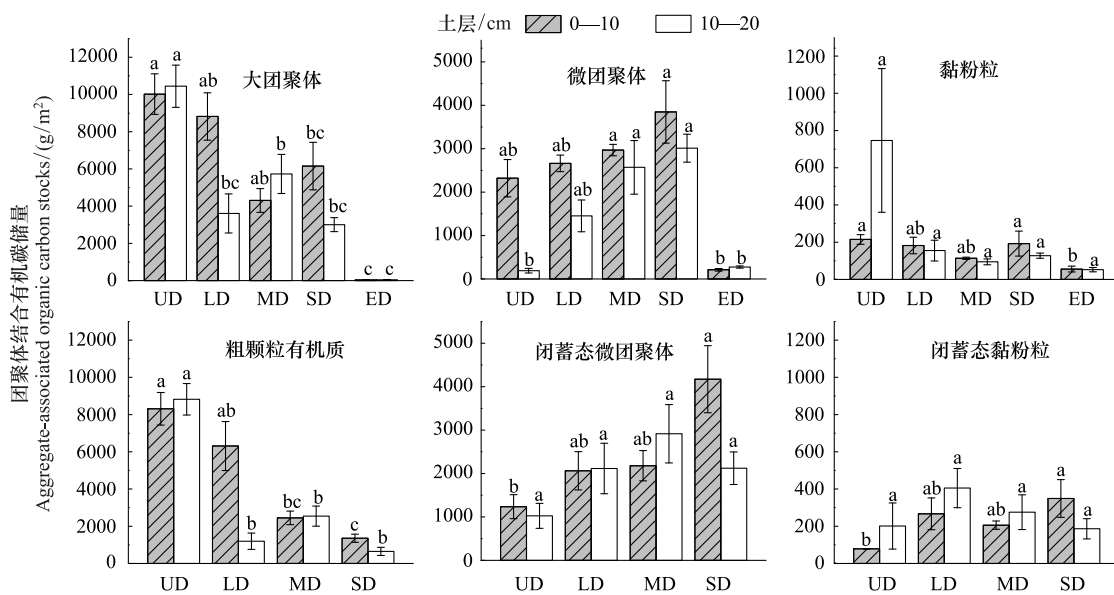 土层/cm 0—10 10—20
团聚体结合有机碳储量
Aggregate-associated organic carbon stocks/(g/m²)
大团聚体
12000
10000
8000
6000
4000
2000
0
a a ab bc ab b bc bc c c
UD LD MD SD ED
微团聚体
5000
4000
3000
2000
1000
0
ab b ab ab a a a a b b
UD LD MD SD ED
黏粉粒
1200
1000
800
600
400
200
0
a a ab a ab a a a b a
UD LD MD SD ED
粗颗粒有机质
12000
10000
8000
6000
4000
2000
0
a a ab b bc b c b
UD LD MD SD
闭蓄态微团聚体
5000
4000
3000
2000
1000
0
b a ab a ab a a a
UD LD MD SD
闭蓄态黏粉粒
1200
1000
800
600
400
200
0
b a ab a ab a a a
UD LD MD SD